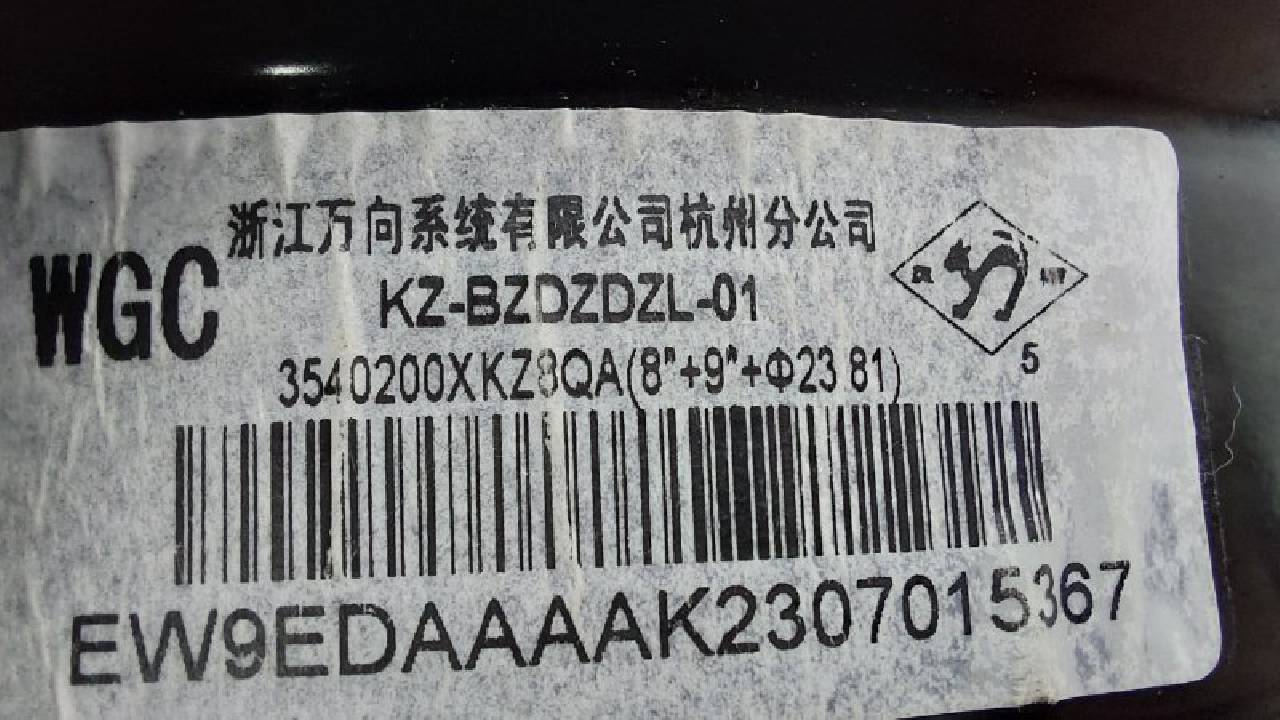 浙江万向系统有限公司杭州分公司
WGC
KZ-BZDZDZL-01
3540200XKZ8QA(8"+9"+Φ23 81)
5
EW9EDAAAAK2307015367